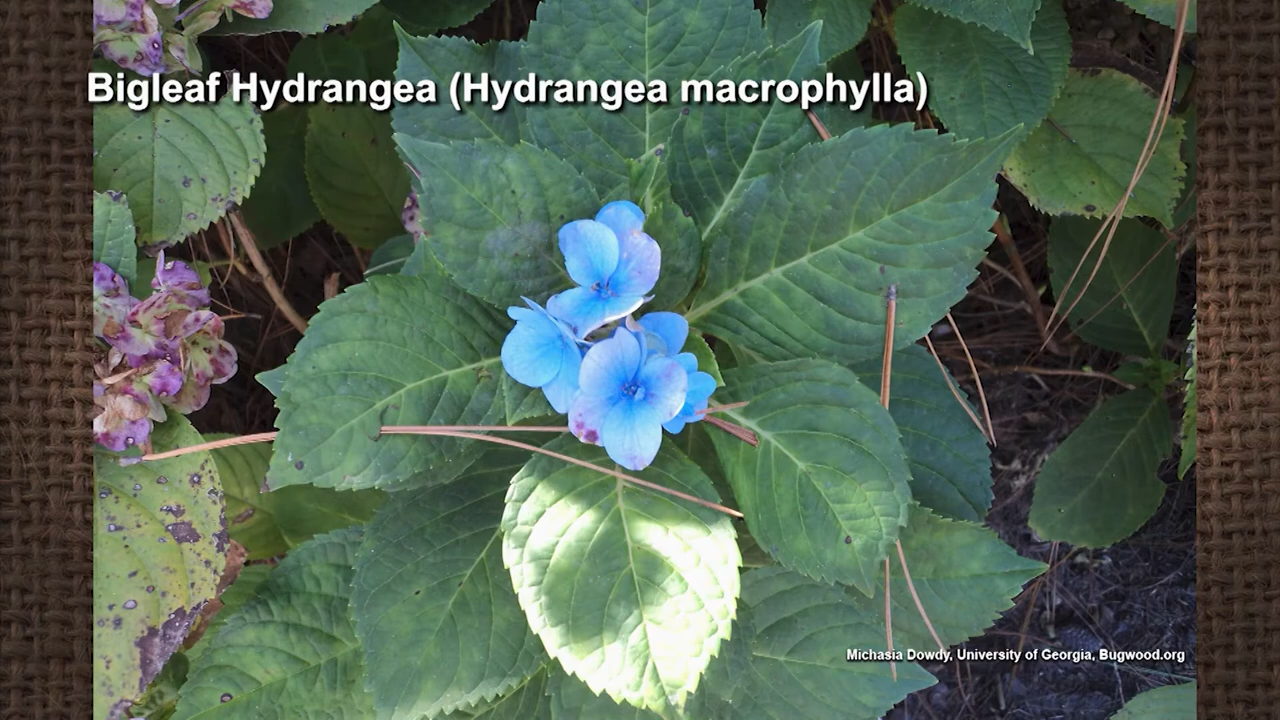 Bigleaf Hydrangea (Hydrangea macrophylla)
Michasia Dowdy, University of Georgia, Bugwood.org